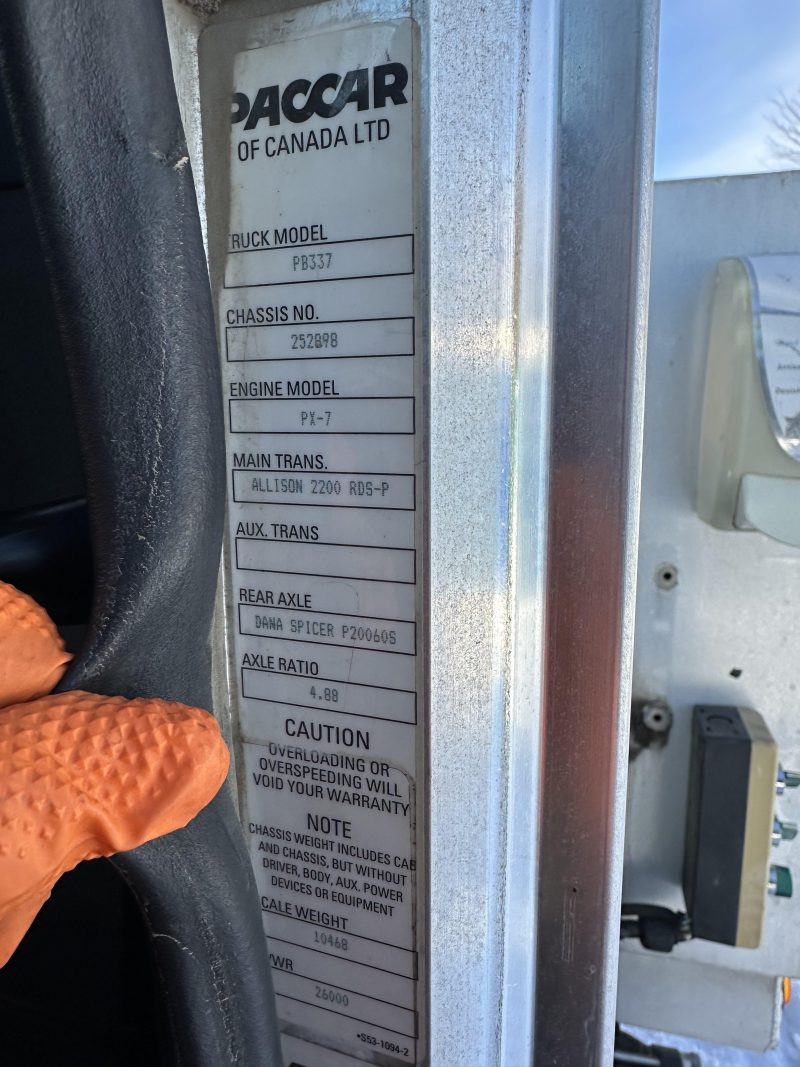 PACCAR
OF CANADA LTD
TRUCK MODEL
PB337
CHASSIS NO.
252898
ENGINE MODEL
PX-7
MAIN TRANS.
ALLISON 2200 RDS-P
AUX. TRANS
REAR AXLE
DANA SPICER P20060S
AXLE RATIO
4.88
CAUTION
OVERLOADING OR
OVERSPEEDING WILL
VOID YOUR WARRANTY
NOTE
CHASSIS WEIGHT INCLUDES CAB
AND CHASSIS, BUT WITHOUT
DRIVER, BODY, AUX. POWER
DEVICES OR EQUIPMENT
CALE WEIGHT
10468
VWR
26000
*S53-1094-2